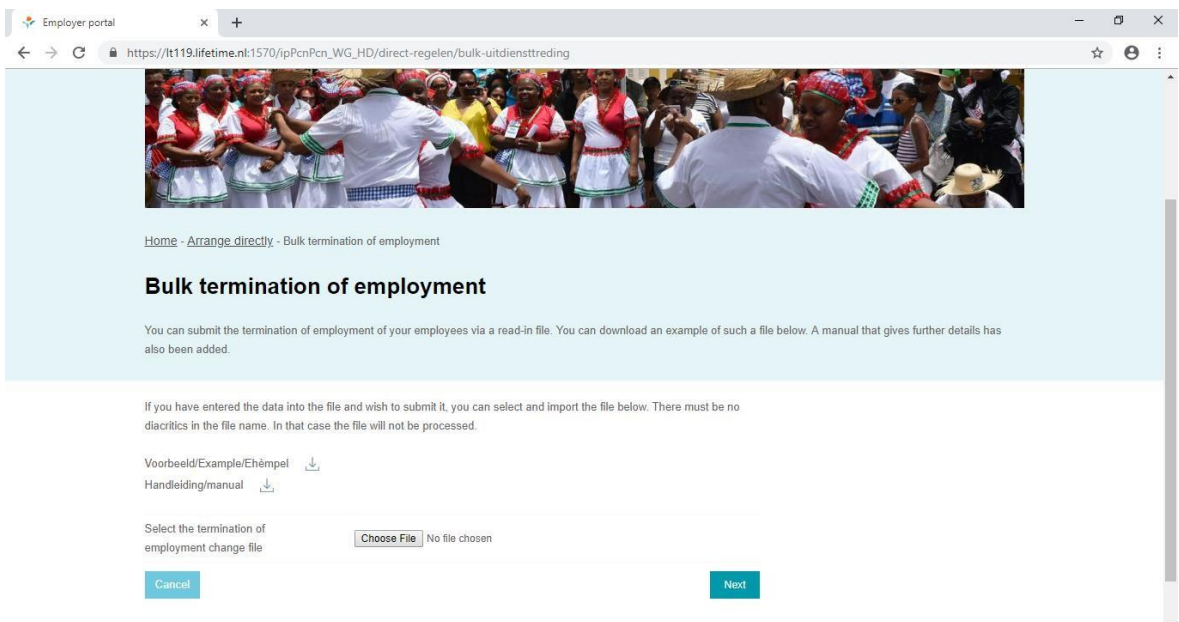 Employer portal
https://lt119.lifetime.nl:1570/ipPcnPcn_WG_HD/direct-regelen/bulk-uitdiensttreding
Home - Arrange directly - Bulk termination of employment
Bulk termination of employment
You can submit the termination of employment of your employees via a read-in file. You can download an example of such a file below. A manual that gives further details has
also been added.
If you have entered the data into the file and wish to submit it, you can select and import the file below. There must be no
diacritics in the file name. In that case the file will not be processed.
Voorbeeld/Example/Ehèmpel
Handleiding/manual
Select the termination of
employment change file
Choose File No file chosen
Cancel
Next